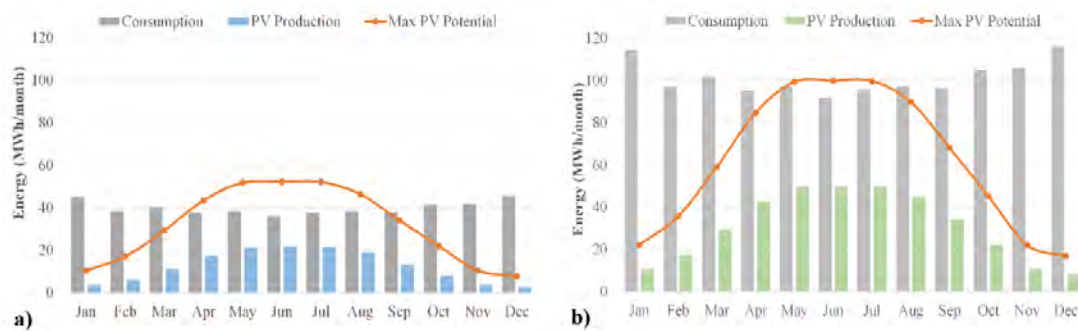 Consumption PV Production Max PV Potential
120
100
80
60
40
20
0
Energy (MWh/month)
Jan Feb Mar Apr May Jun Jul Aug Sep Oct Nov Dec
a)
Consumption PV Production Max PV Potential
120
100
80
60
40
20
0
Energy (MWh/month)
Jan Feb Mar Apr May Jun Jul Aug Sep Oct Nov Dec
b)